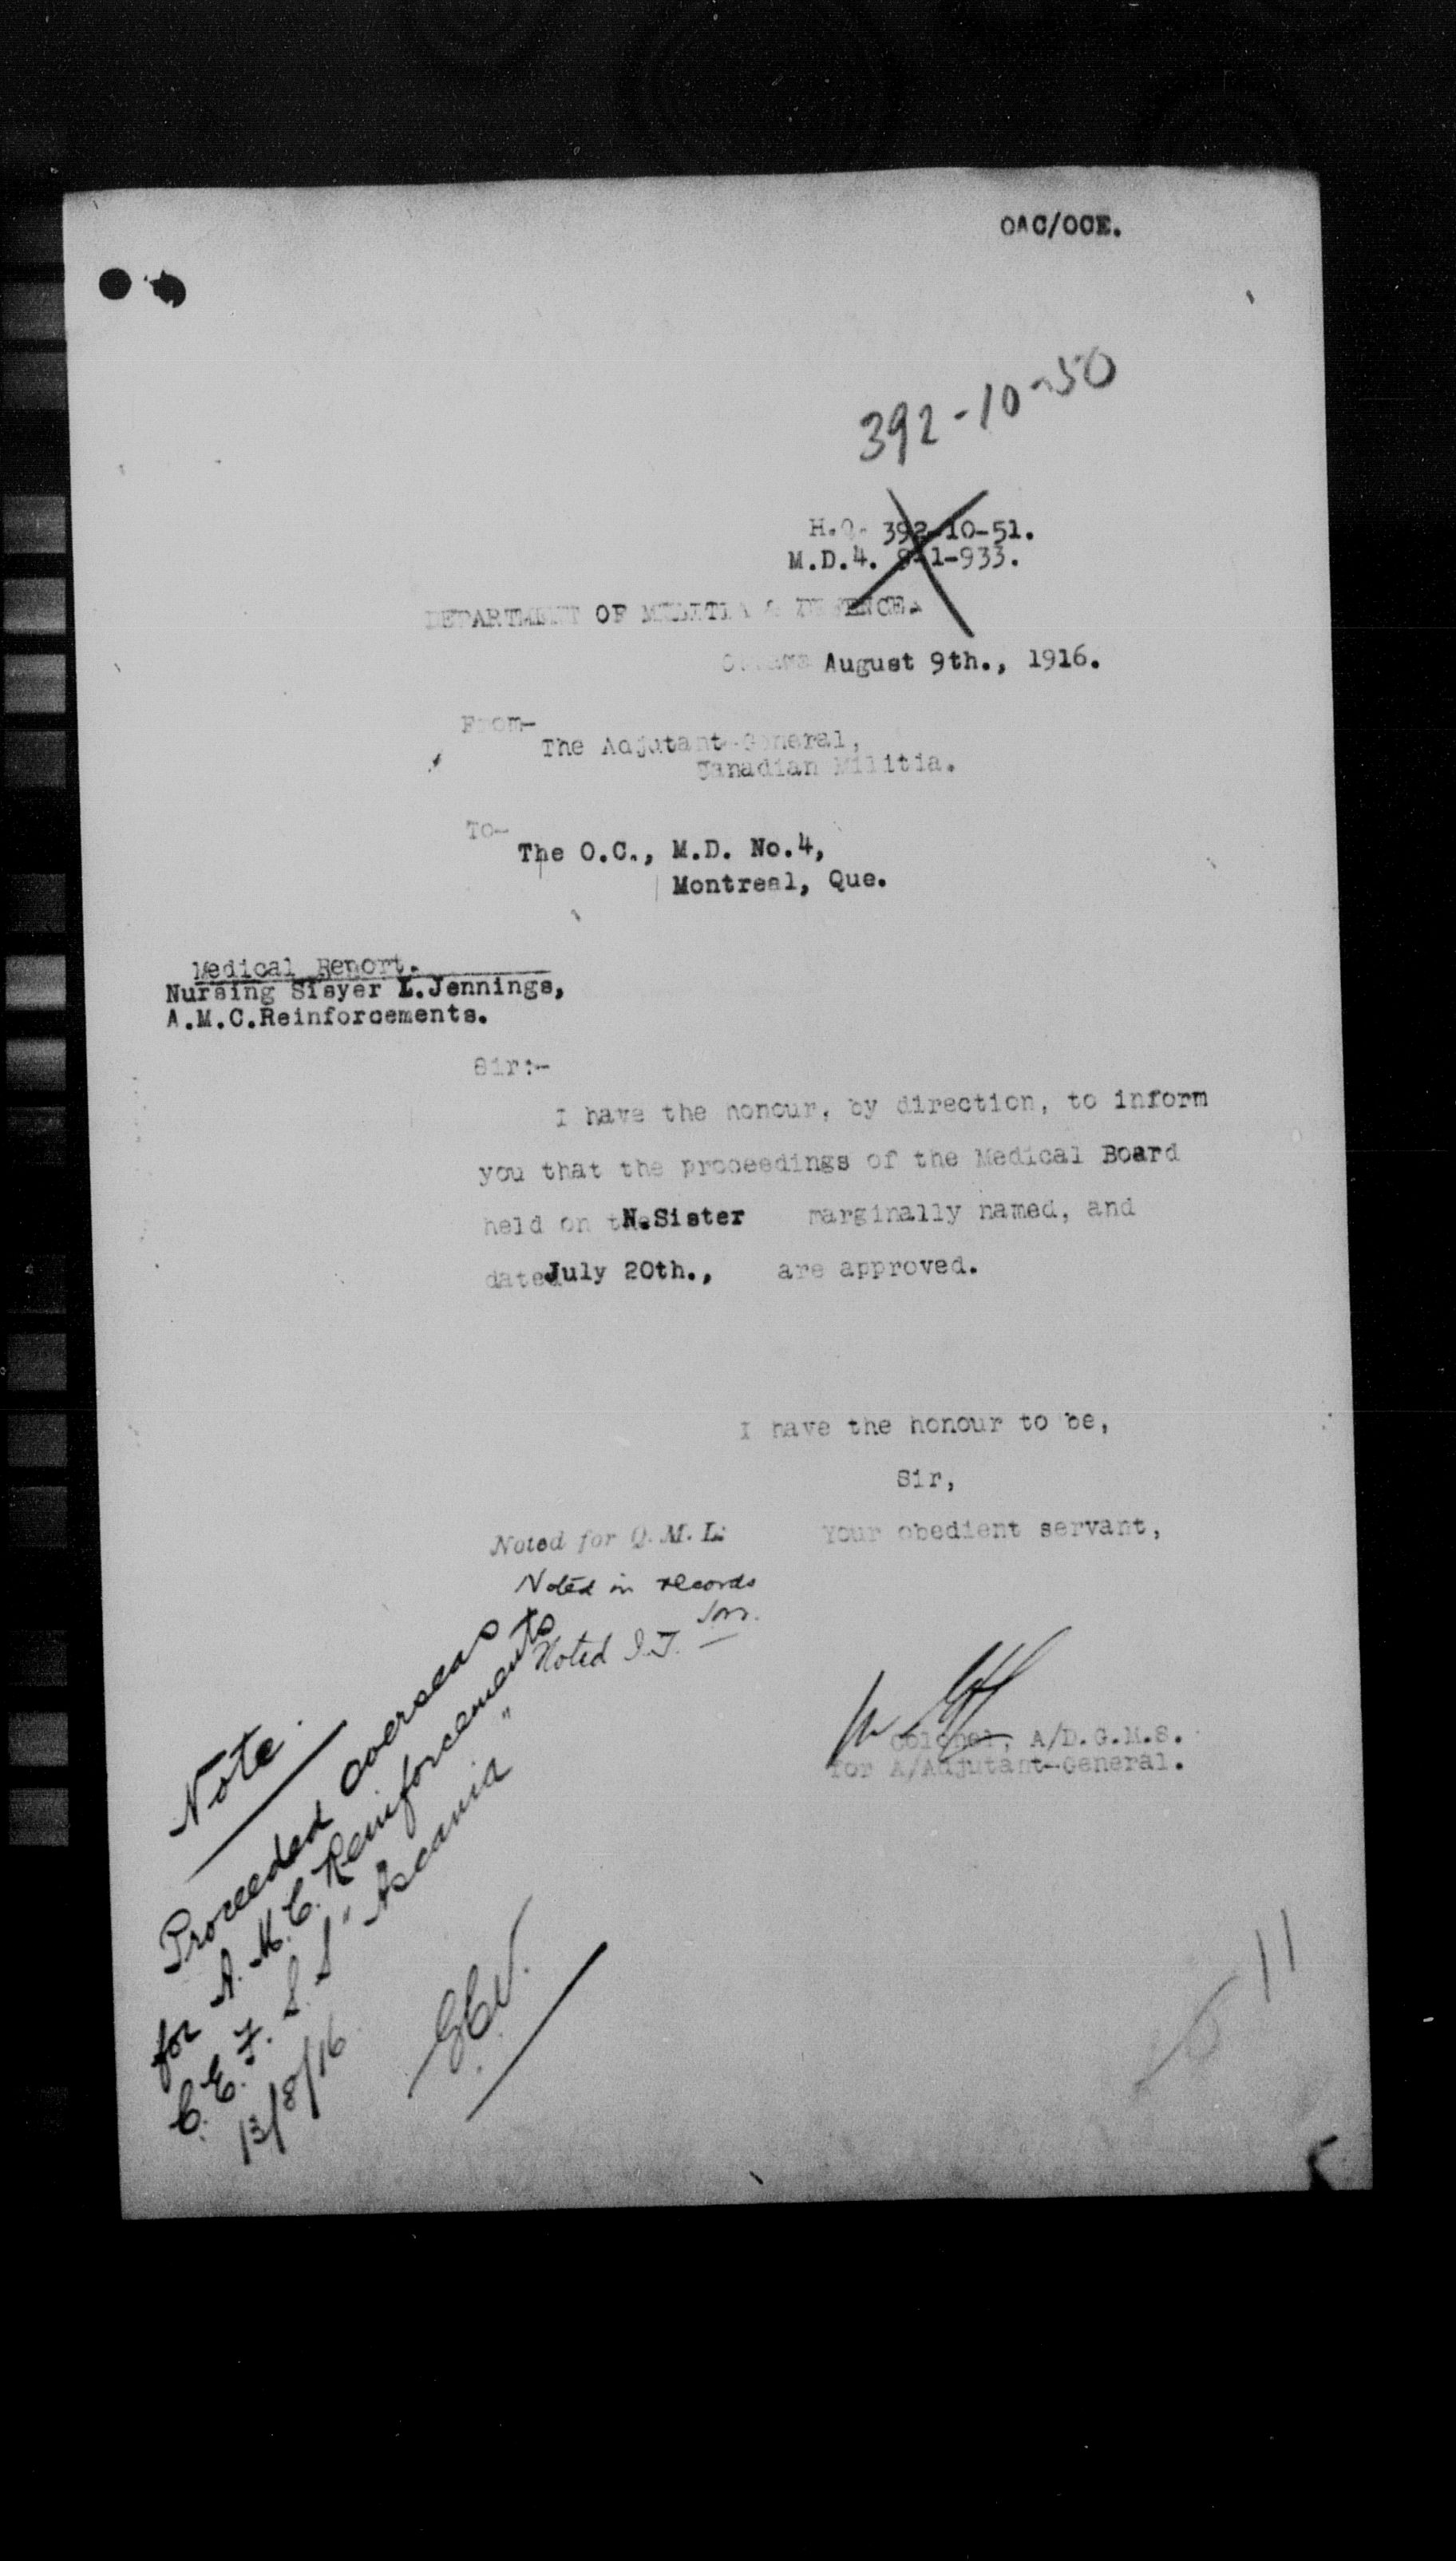 OAC/OCE.
392-10-50
H.Q. 392-10-51.
M.D.4. 9-1-933.
DEPARTMENT OF MILITIA & DEFENCE.
Ottawa August 9th., 1916.
From-
The Adjutant-General,
Canadian Militia.
To-
The O.C., M.D. No.4,
Montreal, Que.
Medical Report.
Nursing Sisyer L.Jennings,
A.M.C.Reinforcements.
Sir:-
I have the honour, by direction, to inform
you that the proceedings of the Medical Board
held on the N.Sister marginally named, and
dated July 20th., are approved.
I have the honour to be,
Sir,
Your obedient servant,
Noted for Q. M. L.
Noted in records
Noted I.T.
Colonel, A/D.G.M.S.
for A/Adjutant-General.
Note.
Proceeded overseas
for A. M. C. Reinforcements
C. E. F. S. S. "Ascania"
13/8/16
11